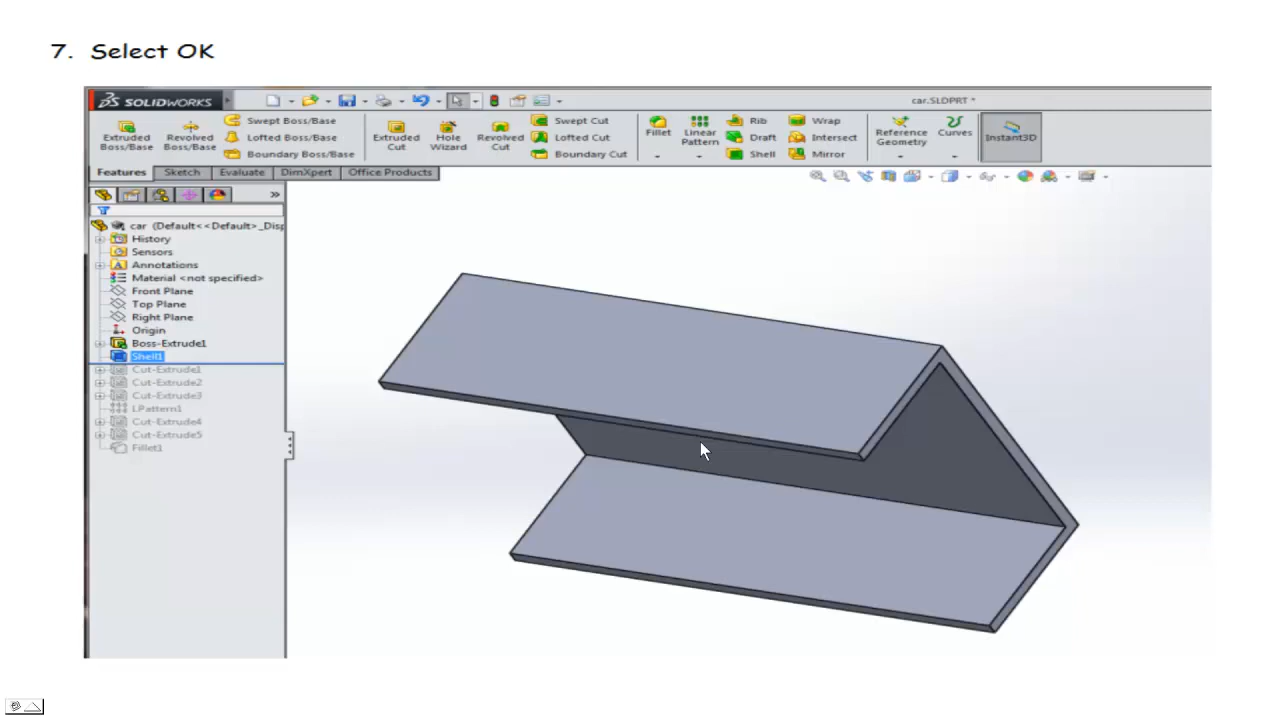 7. Select OK
SOLIDWORKS
car.SLDPRT *
Extruded Boss/Base
Revolved Boss/Base
Swept Boss/Base
Lofted Boss/Base
Boundary Boss/Base
Extruded Cut
Hole Wizard
Revolved Cut
Swept Cut
Lofted Cut
Boundary Cut
Fillet
Linear Pattern
Rib
Draft
Shell
Wrap
Intersect
Mirror
Reference Geometry
Curves
Instant3D
Features Sketch Evaluate DimXpert Office Products
car (Default<<Default>_Disp
History
Sensors
Annotations
Material <not specified>
Front Plane
Top Plane
Right Plane
Origin
Boss-Extrude1
Shell1
Cut-Extrude1
Cut-Extrude2
Cut-Extrude3
LPattern1
Cut-Extrude4
Cut-Extrude5
Fillet1